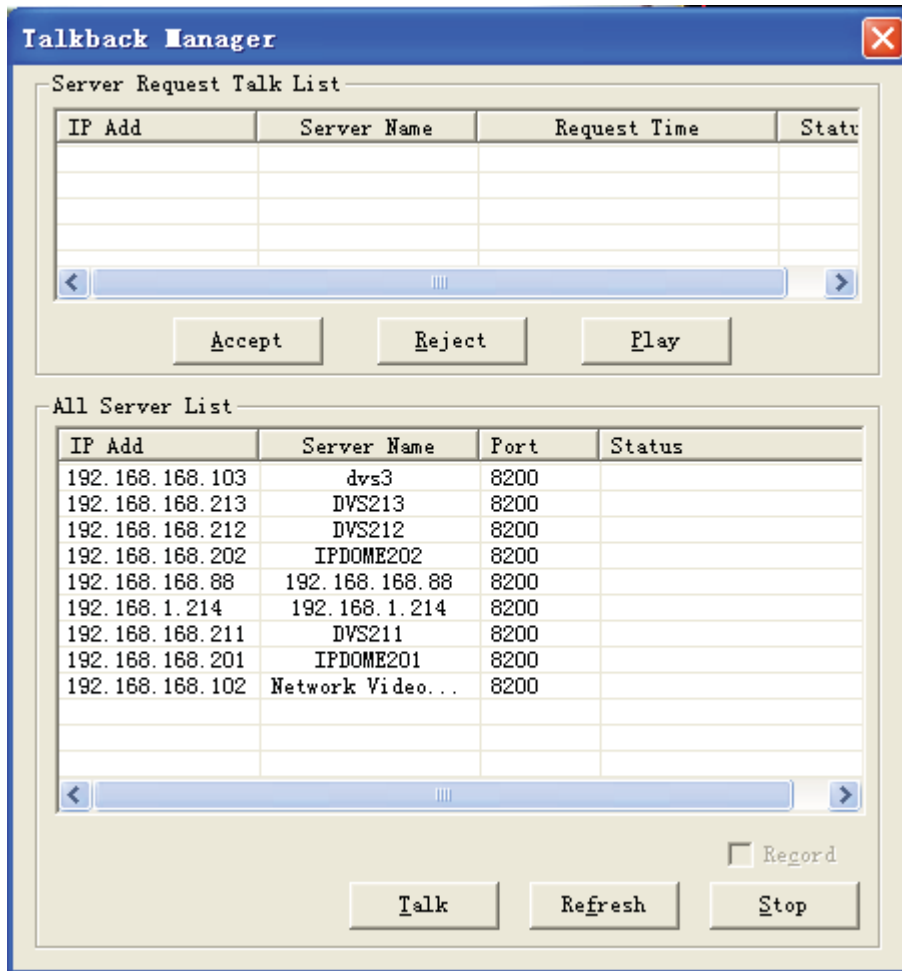 Talkback Manager
Server Request Talk List
IP Add Server Name Request Time Statu
Accept Reject Play
All Server List
IP Add Server Name Port Status
192.168.168.103 dvs3 8200
192.168.168.213 DVS213 8200
192.168.168.212 DVS212 8200
192.168.168.202 IPDOME202 8200
192.168.168.88 192.168.168.88 8200
192.168.1.214 192.168.1.214 8200
192.168.168.211 DVS211 8200
192.168.168.201 IPDOME201 8200
192.168.168.102 Network Video... 8200
Record
Talk Refresh Stop